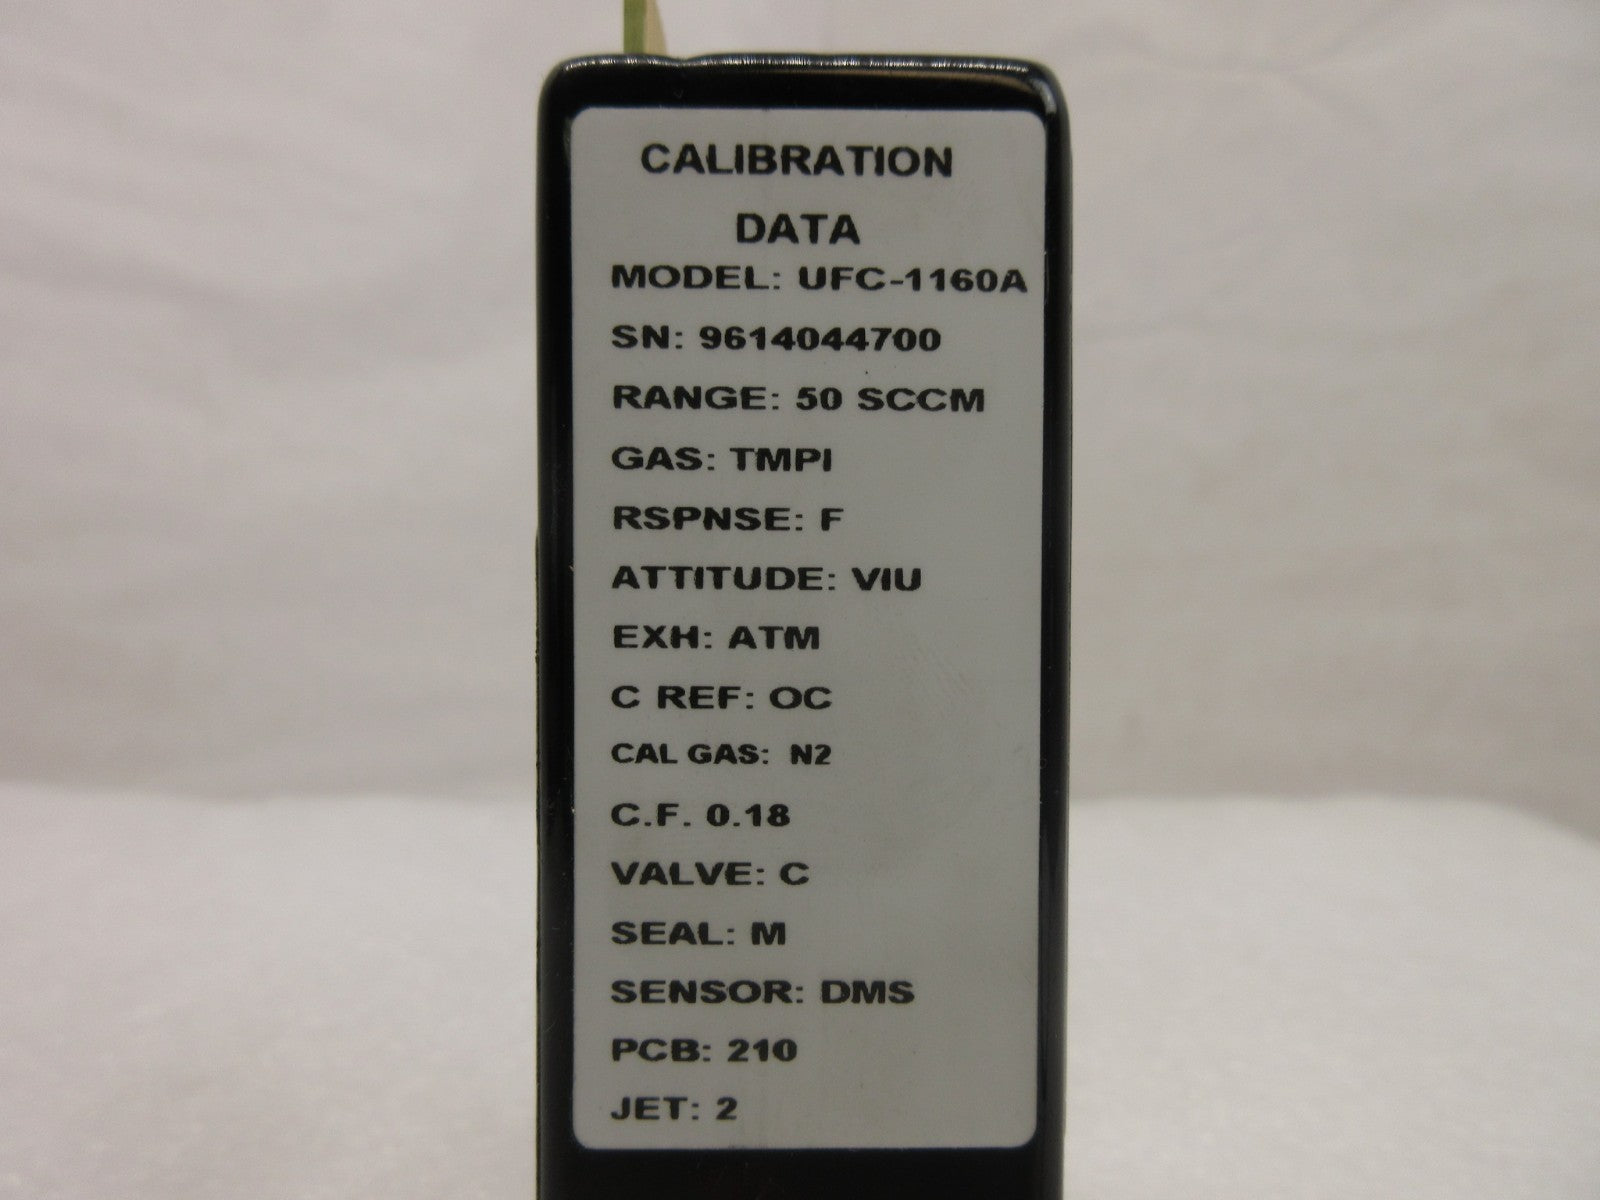 CALIBRATION
DATA
MODEL: UFC-1160A
SN: 9614044700
RANGE: 50 SCCM
GAS: TMPI
RSPNSE: F
ATTITUDE: VIU
EXH: ATM
C REF: OC
CAL GAS: N2
C.F. 0.18
VALVE: C
SEAL: M
SENSOR: DMS
PCB: 210
JET: 2